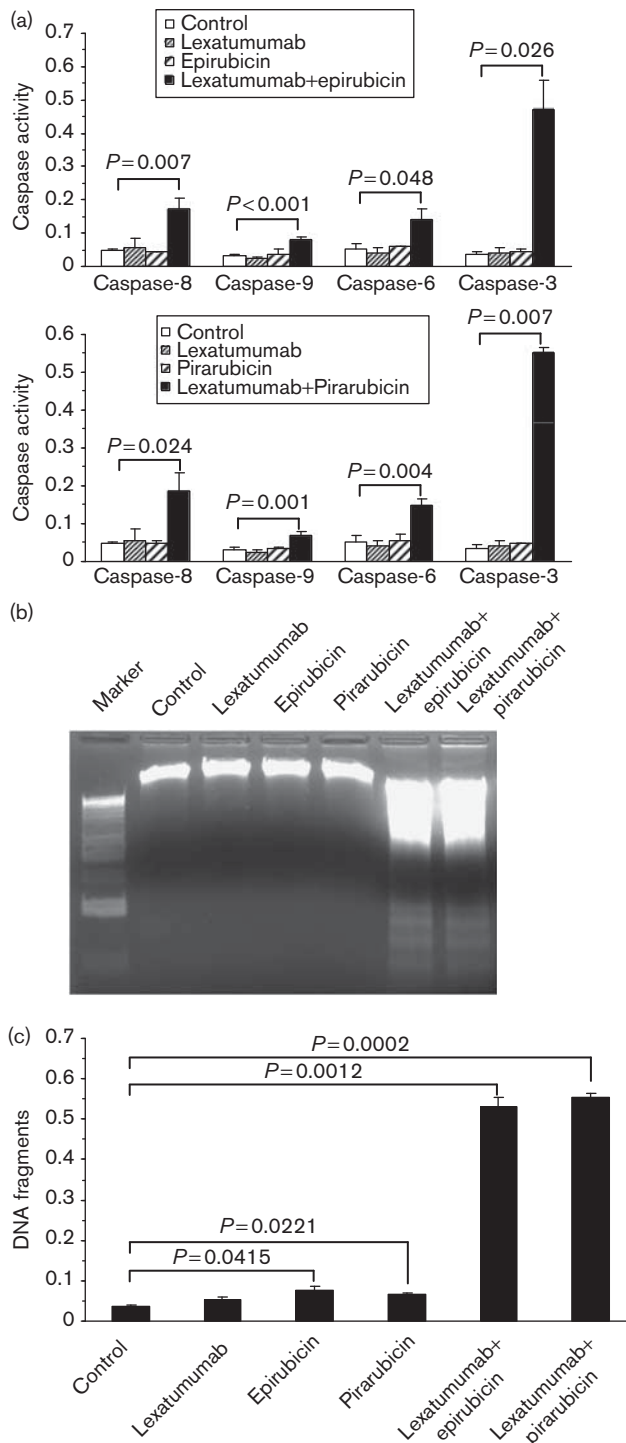 (a)
Control
Lexatumumab
Epirubicin
Lexatumumab+epirubicin
P=0.007
P<0.001
P=0.048
P=0.026
Caspase activity
0.7
0.6
0.5
0.4
0.3
0.2
0.1
0
Caspase-8 Caspase-9 Caspase-6 Caspase-3
Control
Lexatumumab
Pirarubicin
Lexatumumab+Pirarubicin
P=0.024
P=0.001
P=0.004
P=0.007
Caspase activity
0.6
0.5
0.4
0.3
0.2
0.1
0
Caspase-8 Caspase-9 Caspase-6 Caspase-3
(b)
Marker
Control
Lexatumumab
Epirubicin
Pirarubicin
Lexatumumab+
epirubicin
Lexatumumab+
pirarubicin
(c)
DNA fragments
0.7
0.6
0.5
0.4
0.3
0.2
0.1
0
P=0.0002
P=0.0012
P=0.0221
P=0.0415
Control
Lexatumumab
Epirubicin
Pirarubicin
Lexatumumab+
epirubicin
Lexatumumab+
pirarubicin